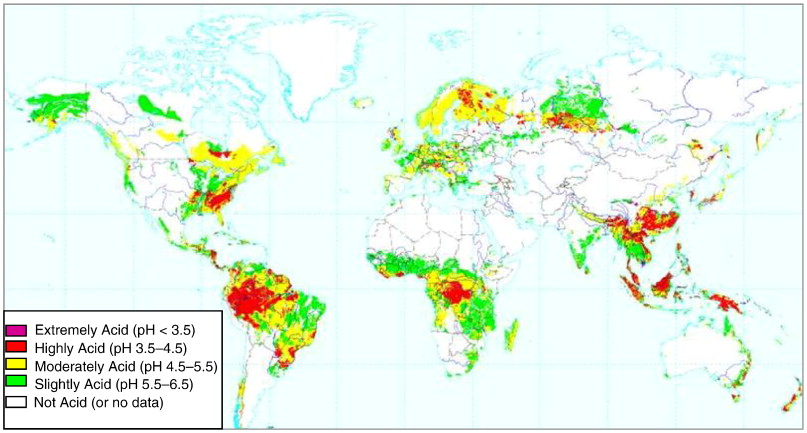 Extremely Acid (pH < 3.5)
Highly Acid (pH 3.5–4.5)
Moderately Acid (pH 4.5–5.5)
Slightly Acid (pH 5.5–6.5)
Not Acid (or no data)